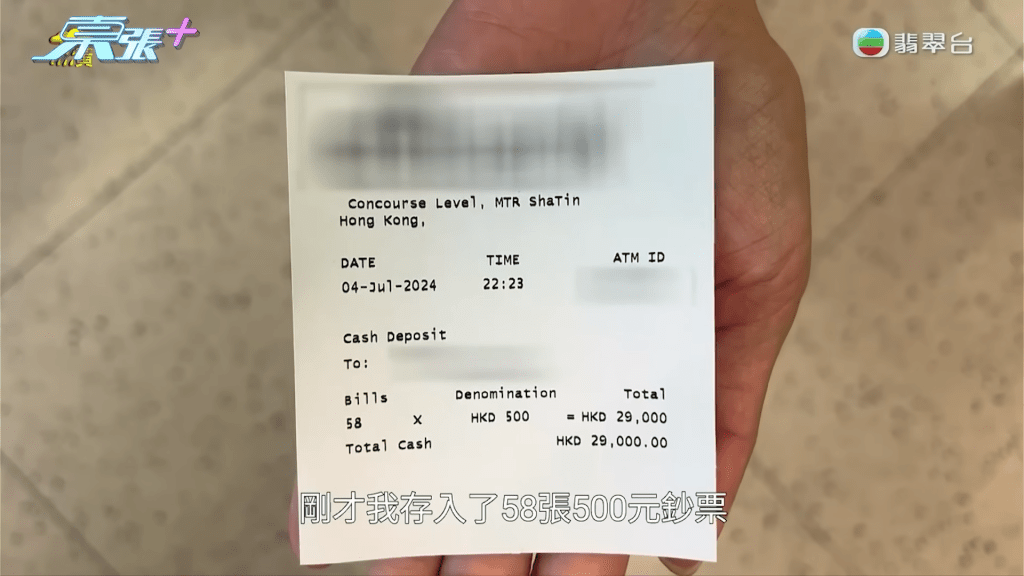 東張+
翡翠台
Concourse Level, MTR ShaTin
Hong Kong,
DATE TIME ATM ID
04-Jul-2024 22:23
Cash Deposit
To:
Bills Denomination Total
58 X HKD 500 = HKD 29,000
Total Cash HKD 29,000.00
剛才我存入了58張500元鈔票